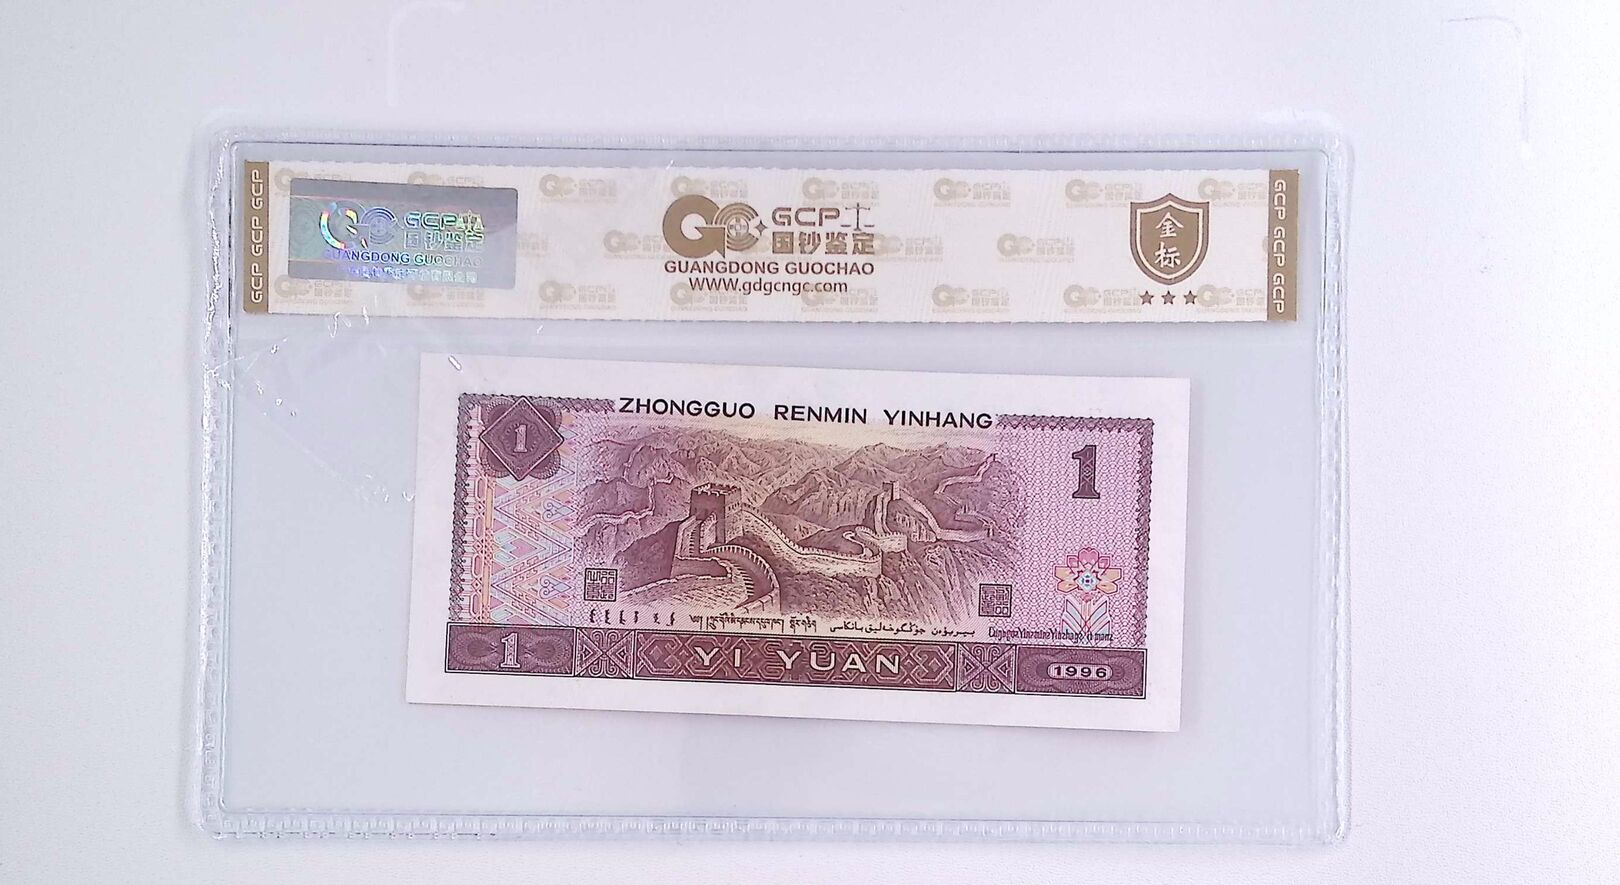 GCP GCP GCP
GCP
国钞鉴定
GUANGDONG GUOCHAO
GCP
国钞鉴定
GUANGDONG GUOCHAO
www.gdgcngc.com
金
标
GCP GCP GCP
ZHONGGUO RENMIN YINHANG
1
1
1
YI YUAN
1996